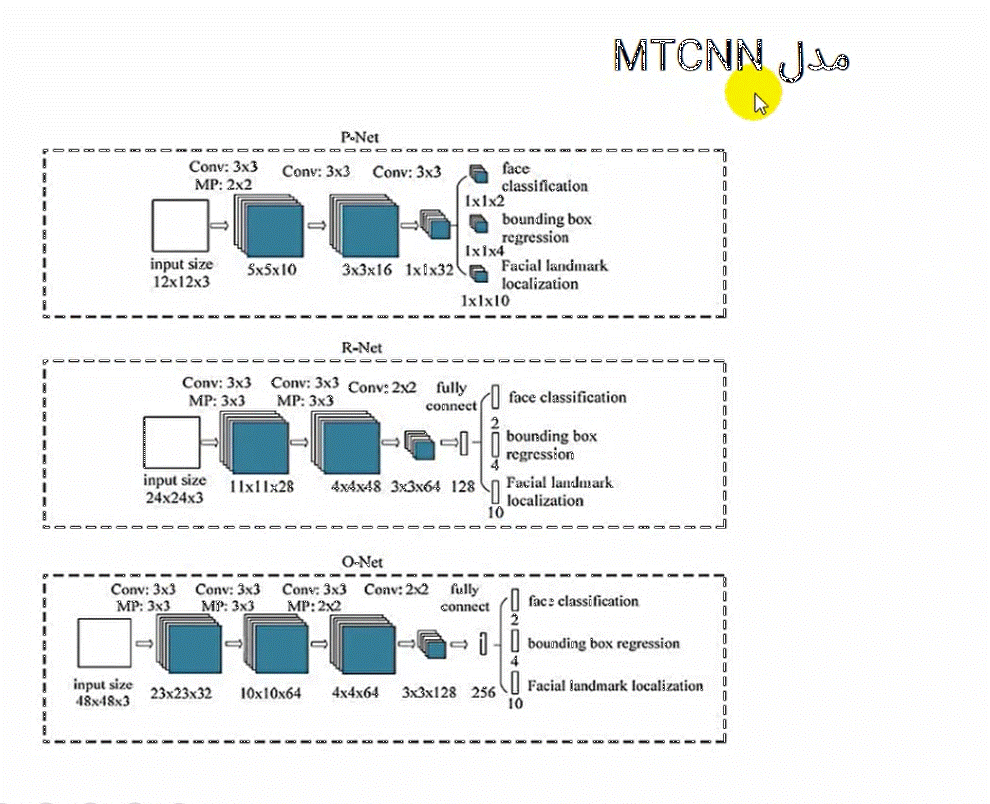 مدل MTCNN
P-Net
Conv: 3x3 Conv: 3x3 Conv: 3x3
MP: 2x2
face
classification
1x1x2
bounding box
regression
1x1x4
Facial landmark
localization
1x1x10
input size
12x12x3
5x5x10 3x3x16 1x1x32
R-Net
Conv: 3x3 Conv: 3x3 Conv: 2x2 fully
MP: 3x3 MP: 3x3 connect
face classification
2
bounding box
regression
4
Facial landmark
localization
10
input size
24x24x3
11x11x28 4x4x48 3x3x64 128
O-Net
Conv: 3x3 Conv: 3x3 Conv: 3x3 Conv: 2x2 fully
MP: 3x3 MP: 3x3 MP: 2x2 connect
face classification
2
bounding box regression
4
Facial landmark localization
10
input size
48x48x3
23x23x32 10x10x64 4x4x64 3x3x128 256